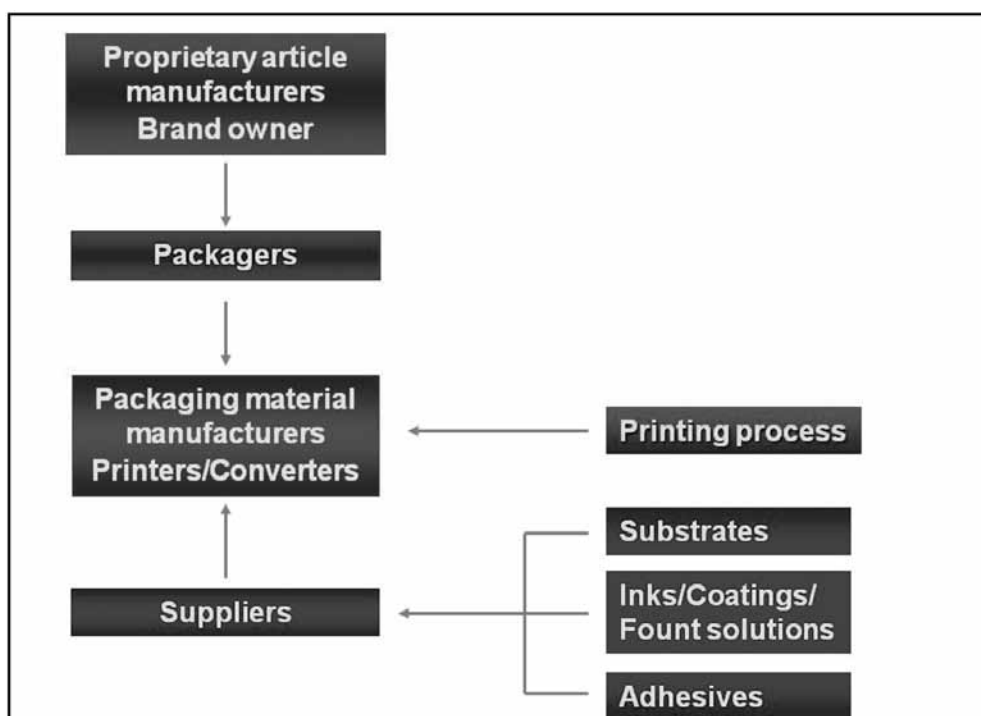 Proprietary article
manufacturers
Brand owner
Packagers
Packaging material
manufacturers
Printers/Converters
Printing process
Suppliers
Substrates
Inks/Coatings/
Fount solutions
Adhesives